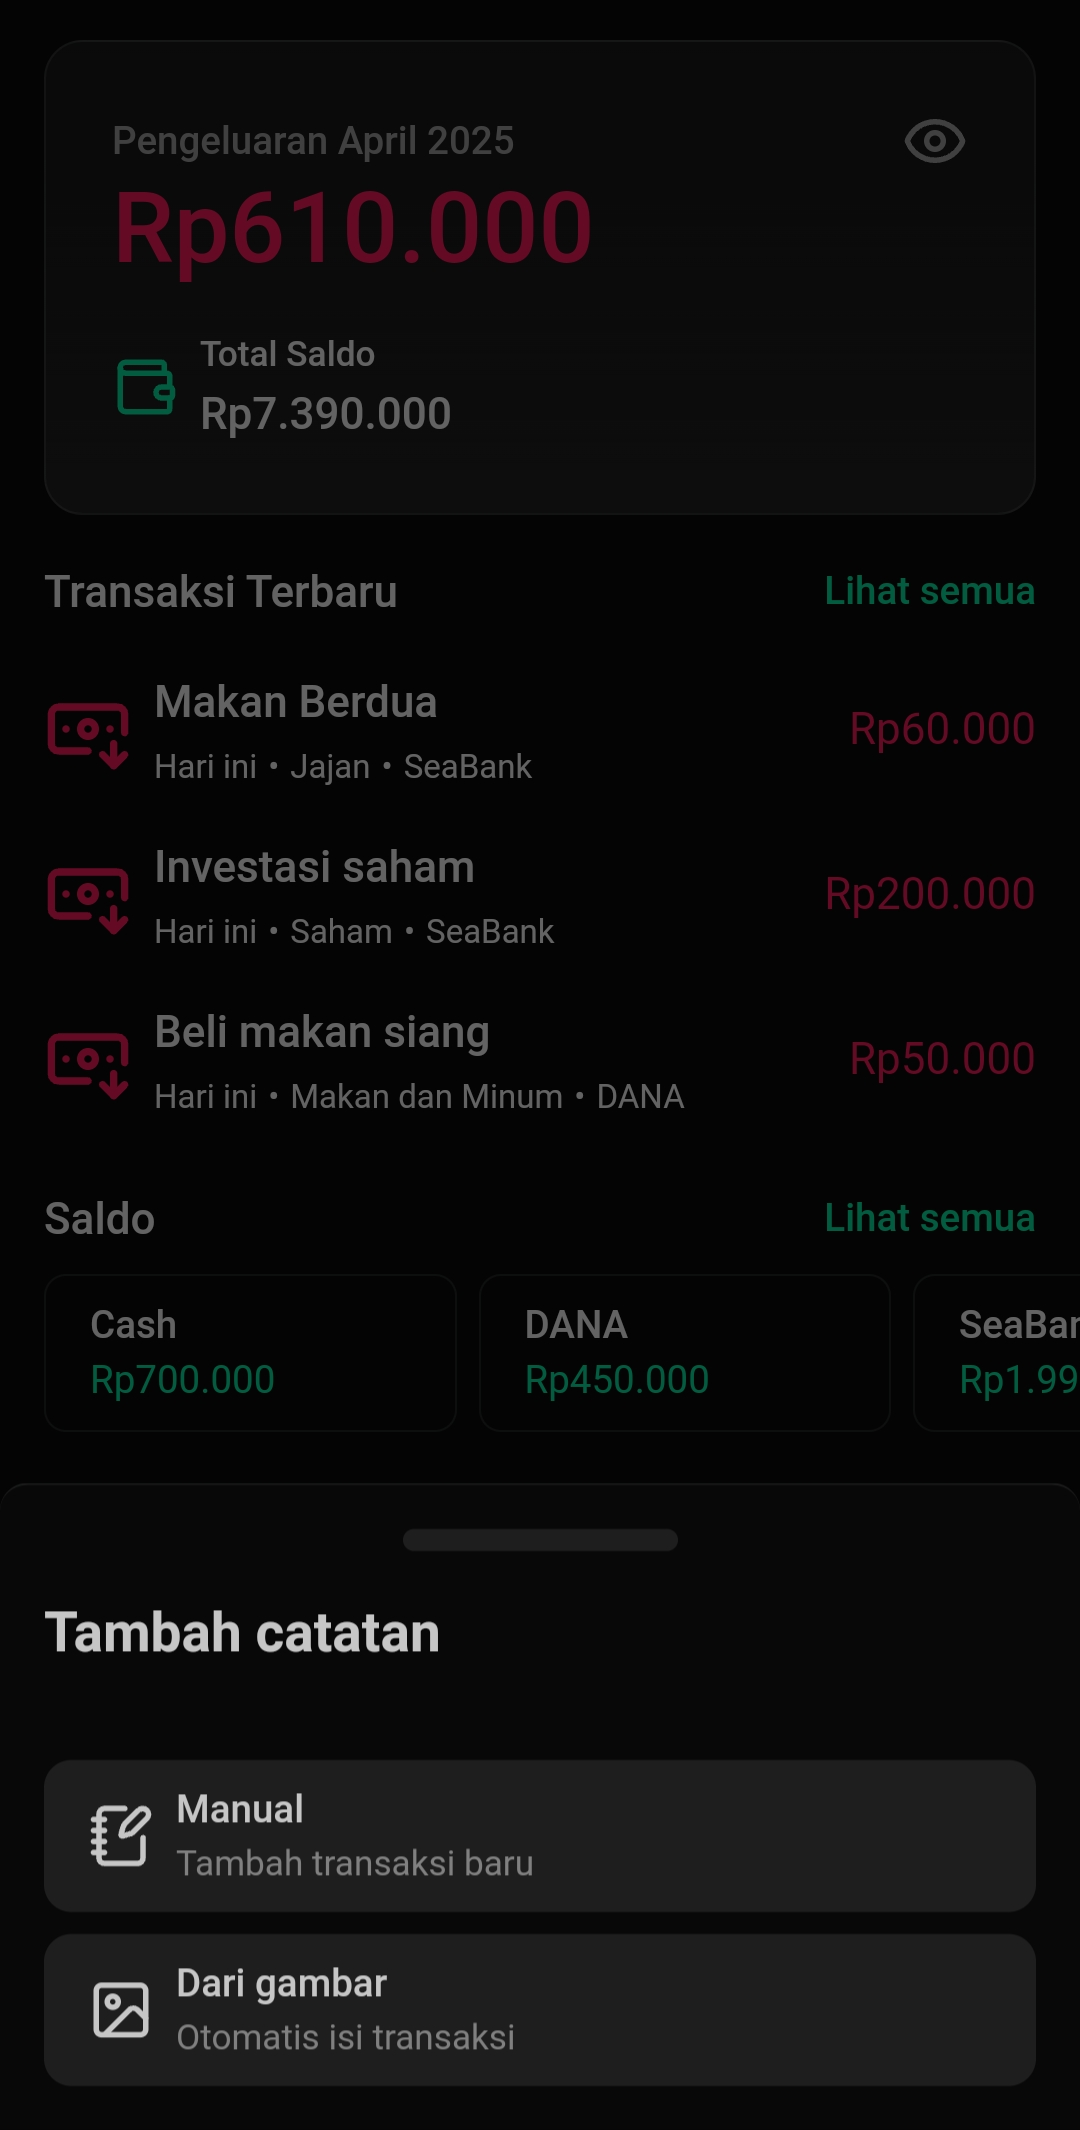 Pengeluaran April 2025
Rp610.000
Total Saldo
Rp7.390.000
Transaksi Terbaru
Lihat semua
Makan Berdua
Hari ini • Jajan • SeaBank
Rp60.000
Investasi saham
Hari ini • Saham • SeaBank
Rp200.000
Beli makan siang
Hari ini • Makan dan Minum • DANA
Rp50.000
Saldo
Lihat semua
Cash
Rp700.000
DANA
Rp450.000
SeaBan
Rp1.99
Tambah catatan
Manual
Tambah transaksi baru
Dari gambar
Otomatis isi transaksi